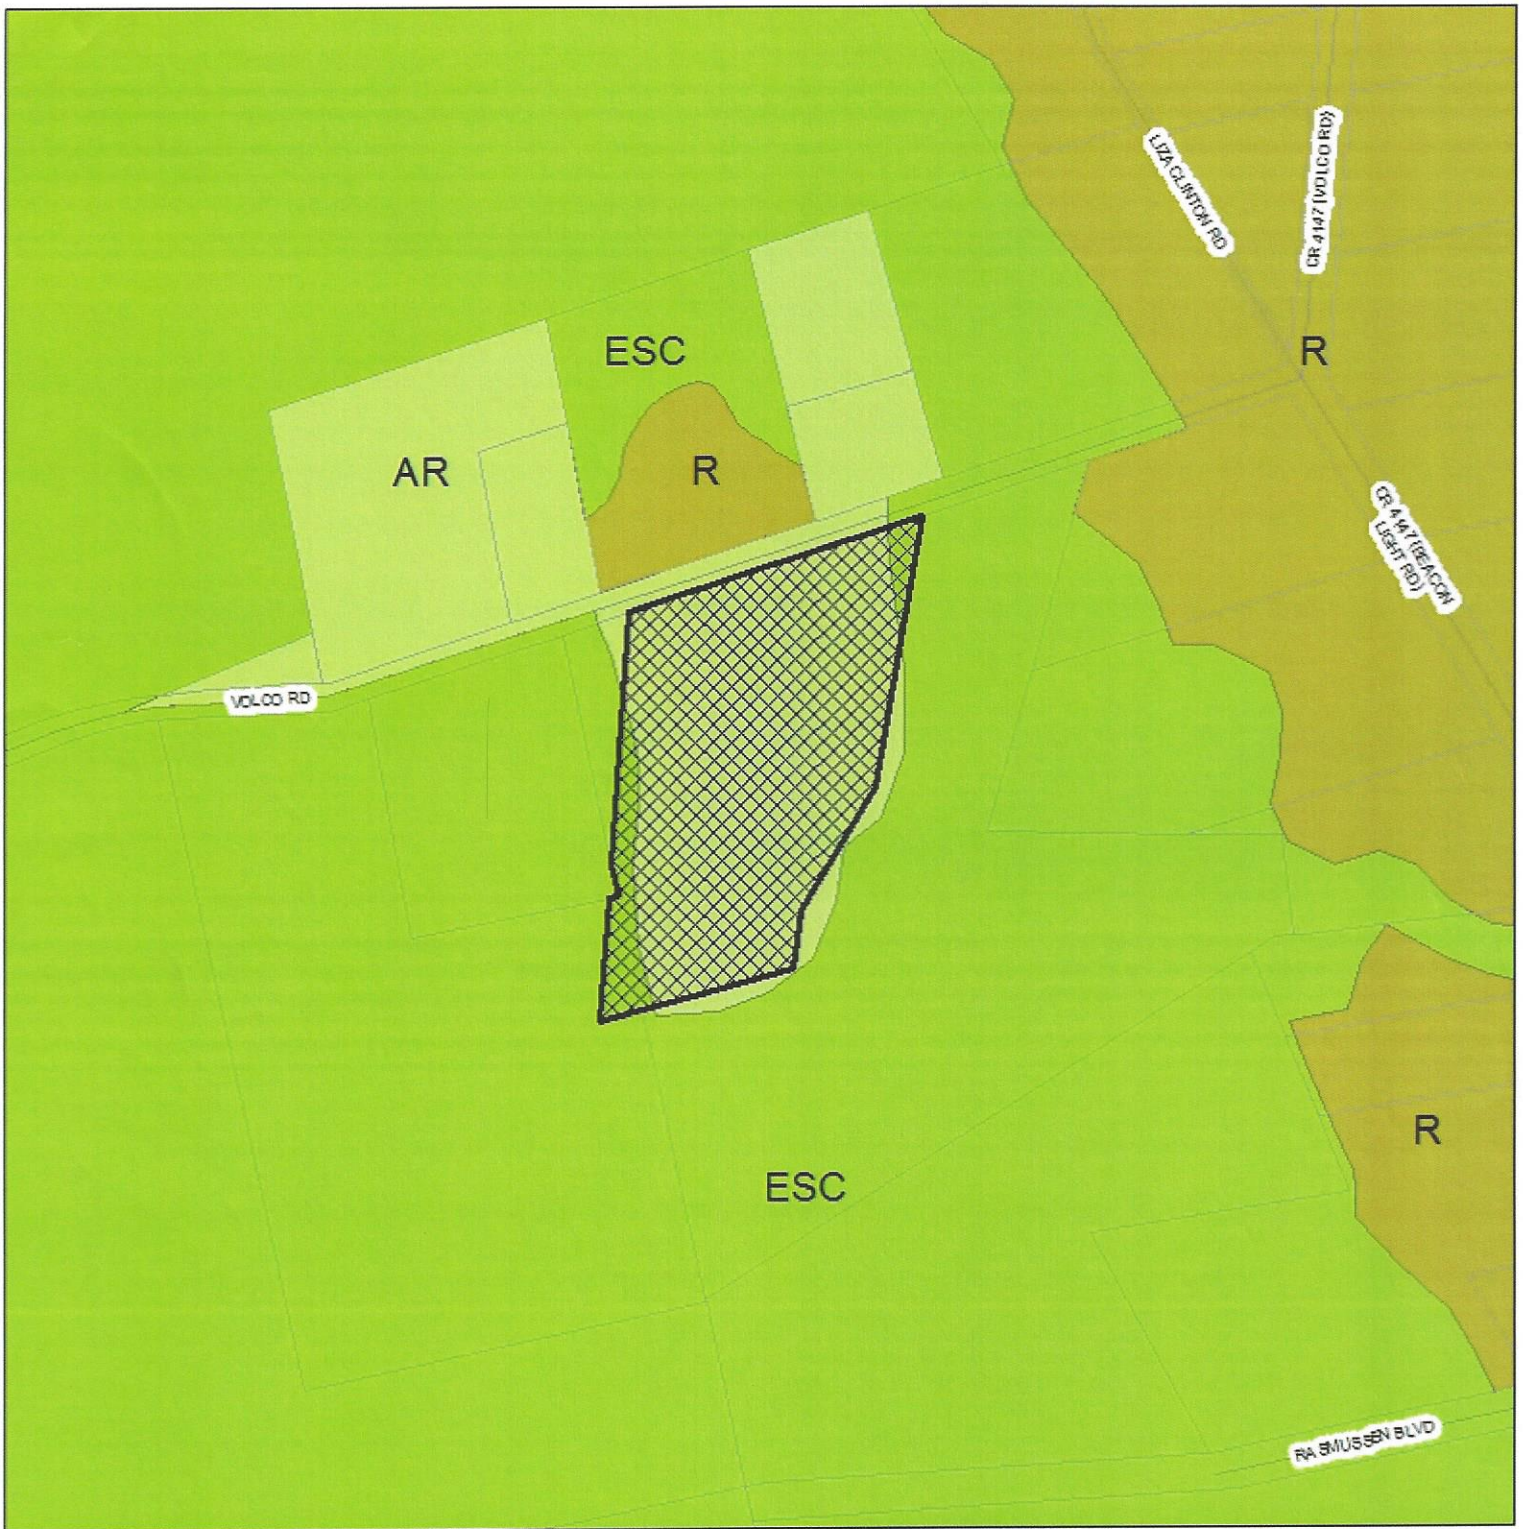 LIZA CLINTON RD
CR 4147 (VOLCO RD)
ESC
R
AR
R
CR 4147 (BEACON
LIGHT RD)
VOLCO RD
R
ESC
RASMUSSEN BLVD